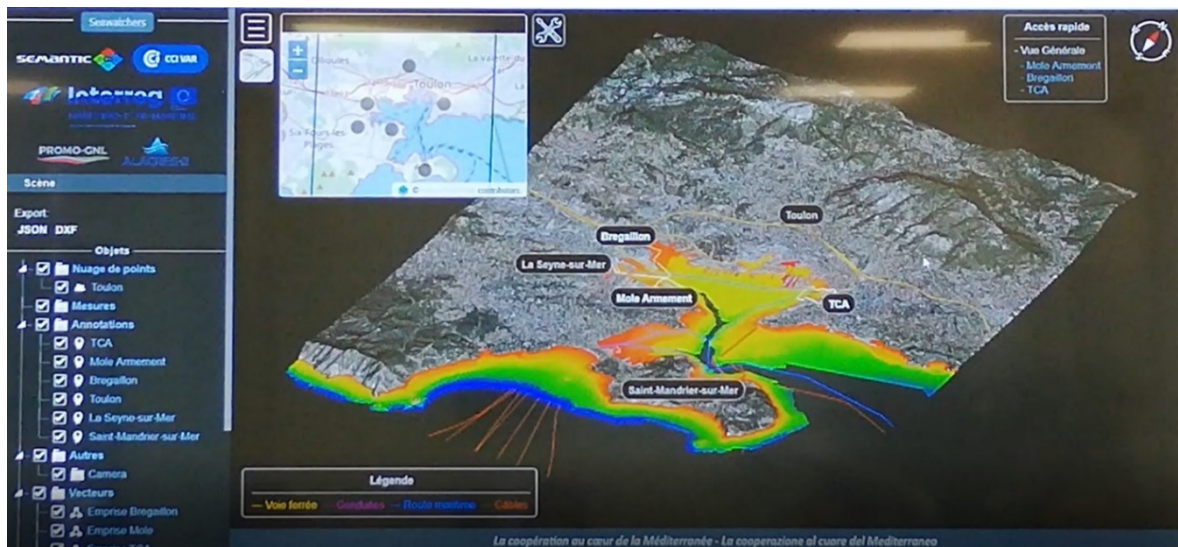 Seawatchers
SEMANTIC
CCI VAR
Interreg
PROMO-GNL
ALACRES2
Scène
Export
JSON DXF
Objets
Nuage de points
Toulon
Mesures
Annotations
TCA
Mole Armement
Bregaillon
Toulon
La Seyne-sur-Mer
Saint-Mandrier-sur-Mer
Autres
Camera
Vecteurs
Emprise Bregaillon
Emprise Mole
+
−
Ollioules
La Valette-du
Toulon
Six-Fours-les-
Plages
©
contributors.
Accès rapide
- Vue Générale
- Mole Armement
- Bregaillon
- TCA
Toulon
Bregaillon
La Seyne-sur-Mer
Mole Armement
TCA
Saint-Mandrier-sur-Mer
Légende
Voie ferrée Conduites Route maritime Câbles
La coopération au cœur de la Méditerranée - La cooperazione al cuore del Mediterraneo